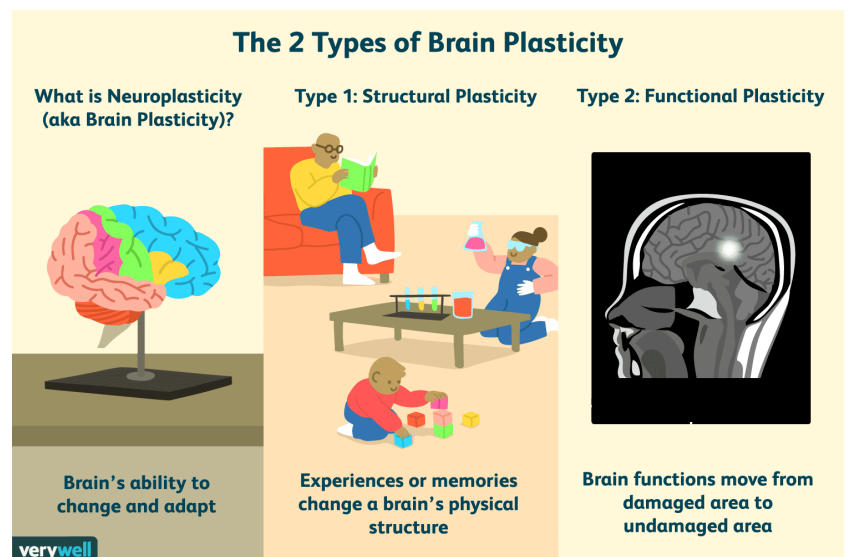 The 2 Types of Brain Plasticity
What is Neuroplasticity
(aka Brain Plasticity)?
Brain's ability to
change and adapt
Type 1: Structural Plasticity
Experiences or memories
change a brain's physical
structure
Type 2: Functional Plasticity
Brain functions move from
damaged area to
undamaged area
verywell